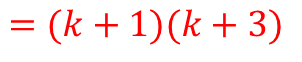 = (k + 1)(k + 3)